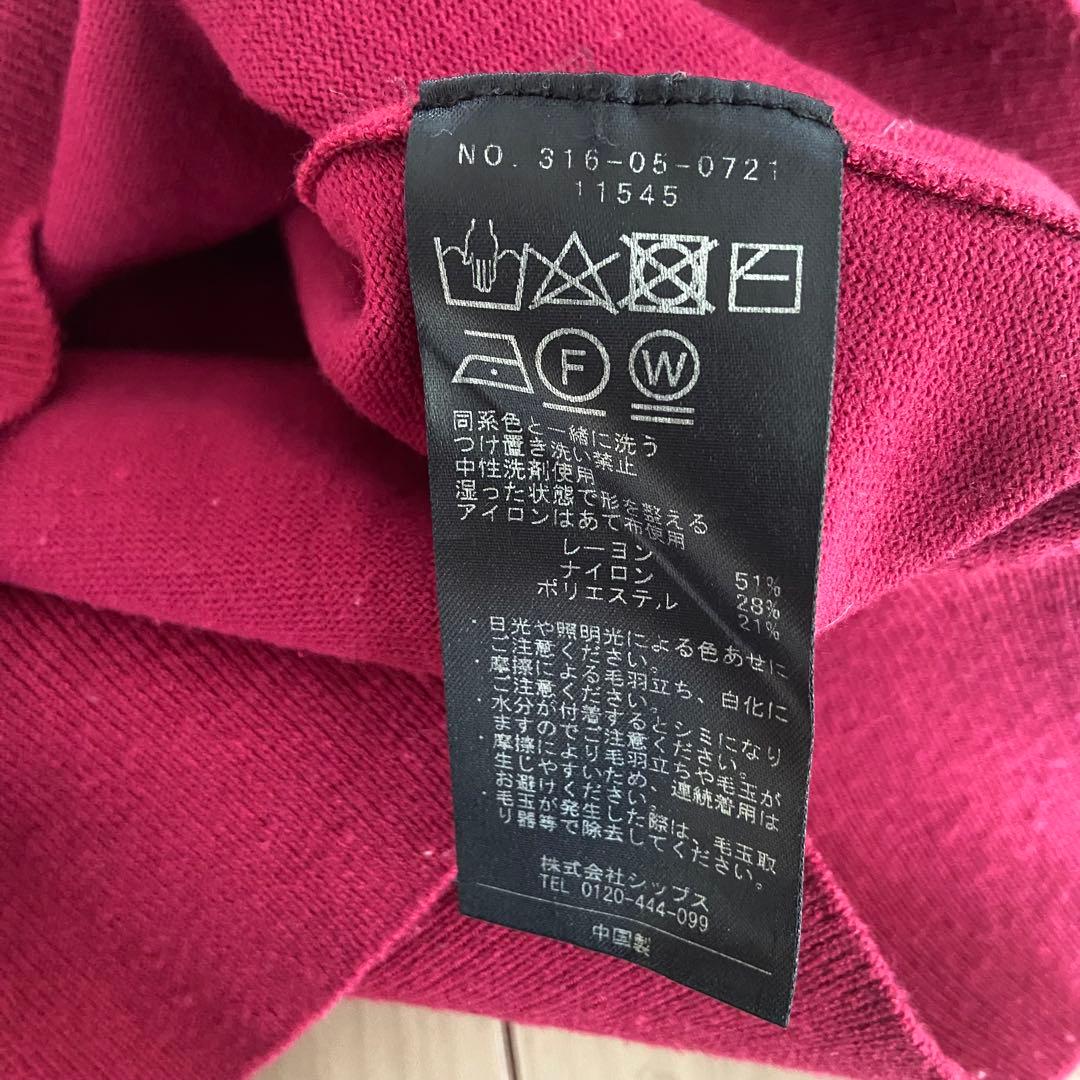 NO. 316-05-0721
11545
F W
同系色と一緒に洗う
つけ置き洗い禁止
中性洗剤使用
湿った状態で形を整える
アイロンはあて布使用
レーヨン 51%
ナイロン 28%
ポリエステル 21%
・日光や照明光による色あせに
ご注意ください。
・摩擦による毛羽立ち、白化に
ご注意ください。
・水分が付着するとシミになり
ますのでご注意ください。
・摩擦により毛羽立ちや毛玉が
生じやすいため、連続着用は
お避けください。
・毛玉が発生した際は、毛玉取
り器等で除去してください。
株式会社シップス
TEL 0120-444-099
中国製